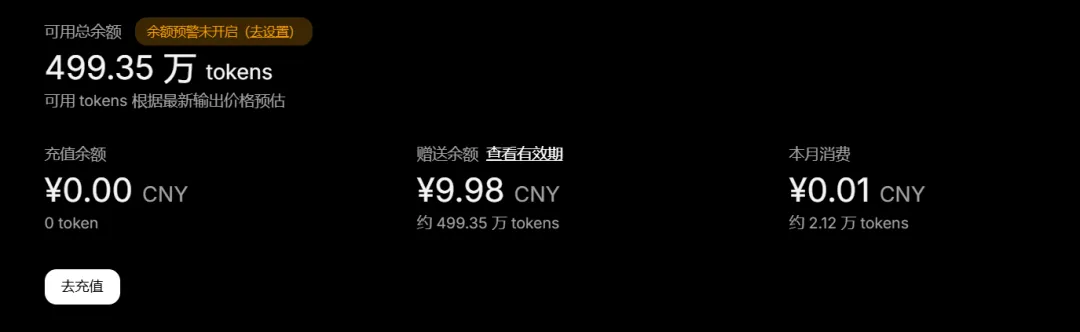 可用总余额 余额预警未开启（去设置）
499.35 万 tokens
可用 tokens 根据最新输出价格预估
充值余额 赠送余额 查看有效期 本月消费
¥0.00 CNY ¥9.98 CNY ¥0.01 CNY
0 token 约 499.35 万 tokens 约 2.12 万 tokens
去充值